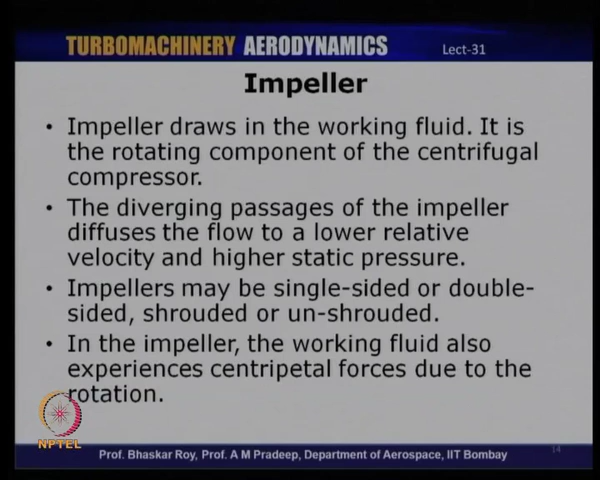 TURBOMACHINERY AERODYNAMICS Lect-31
Impeller
• Impeller draws in the working fluid. It is
the rotating component of the centrifugal
compressor.
• The diverging passages of the impeller
diffuses the flow to a lower relative
velocity and higher static pressure.
• Impellers may be single-sided or double-
sided, shrouded or un-shrouded.
• In the impeller, the working fluid also
experiences centripetal forces due to the
rotation.
NPTEL
Prof. Bhaskar Roy, Prof. A M Pradeep, Department of Aerospace, IIT Bombay
14